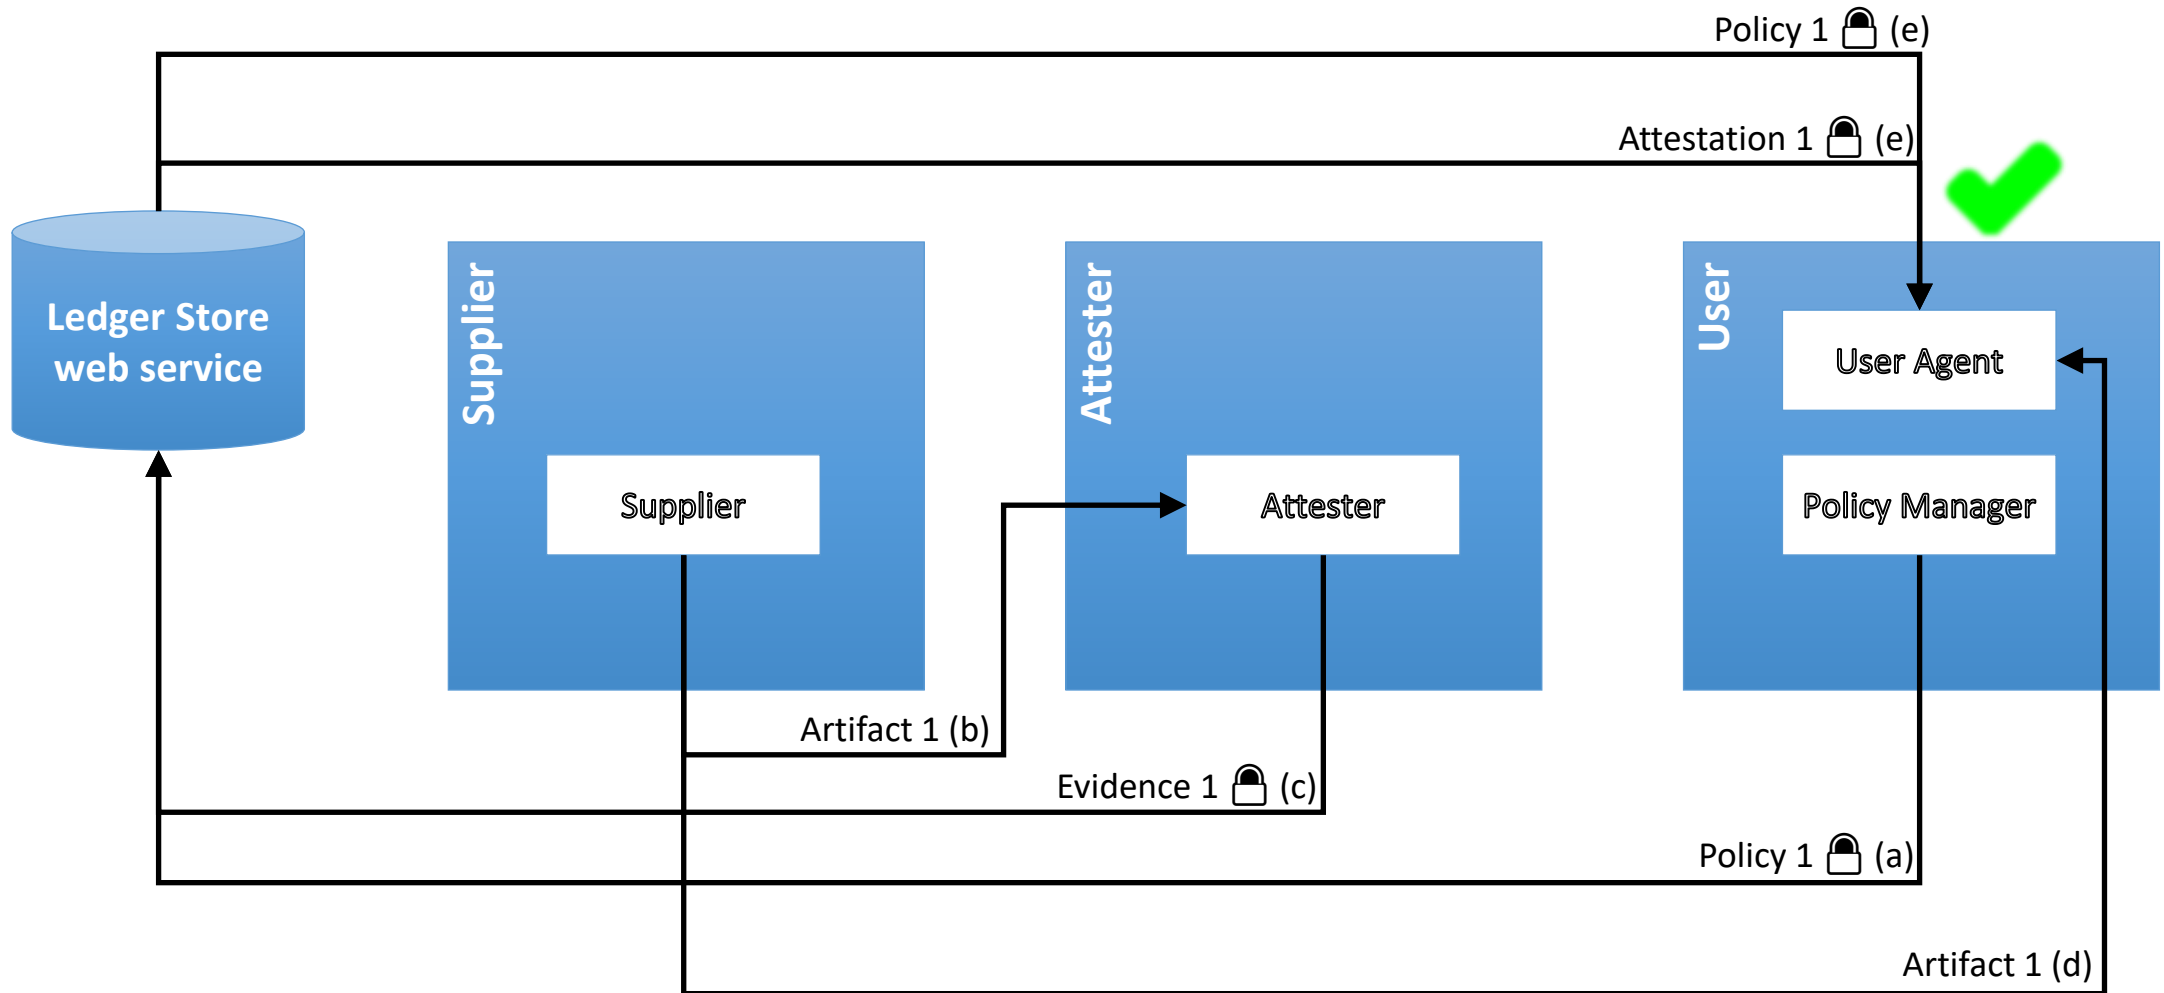 Policy 1 (e)
Attestation 1 (e)
Ledger Store
web service
Supplier
Supplier
Attester
Attester
User
User Agent
Policy Manager
Artifact 1 (b)
Evidence 1 (c)
Policy 1 (a)
Artifact 1 (d)